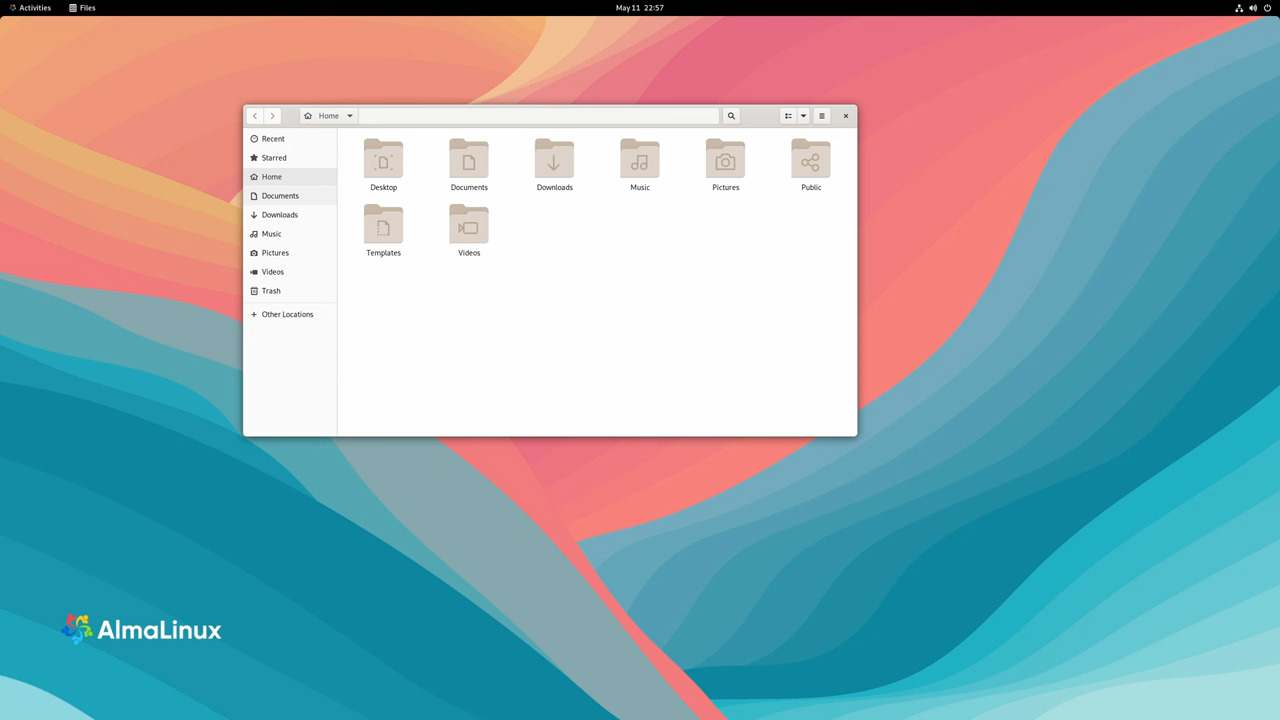 Activities Files May 11 22:57
Home
Recent
Starred
Home
Documents
Downloads
Music
Pictures
Videos
Trash
Other Locations
Desktop Documents Downloads Music Pictures Public
Templates Videos
AlmaLinux